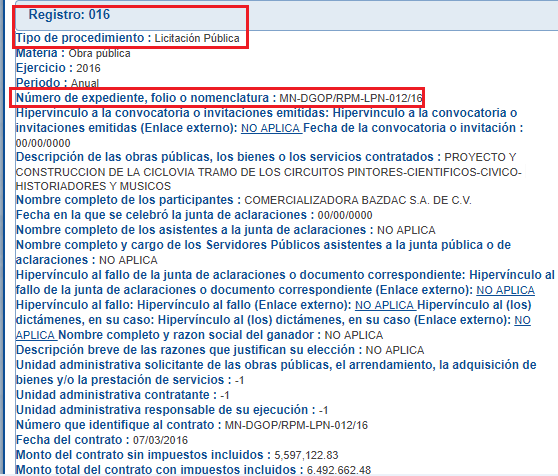 Registro: 016
Tipo de procedimiento : Licitación Pública
Materia : Obra pública
Ejercicio : 2016
Periodo : Anual
Número de expediente, folio o nomenclatura : MN-DGOP/RPM-LPN-012/16
Hipervínculo a la convocatoria o invitaciones emitidas: Hipervínculo a la convocatoria o
invitaciones emitidas (Enlace externo): NO APLICA Fecha de la convocatoria o invitación :
00/00/0000
Descripción de las obras públicas, los bienes o los servicios contratados : PROYECTO Y
CONSTRUCCION DE LA CICLOVIA TRAMO DE LOS CIRCUITOS PINTORES-CIENTIFICOS-CIVICO-
HISTORIADORES Y MUSICOS
Nombre completo de los participantes : COMERCIALIZADORA BAZDAC S.A. DE C.V.
Fecha en la que se celebró la junta de aclaraciones : 00/00/0000
Nombre completo de los asistentes a la junta de aclaraciones : NO APLICA
Nombre completo y cargo de los Servidores Públicos asistentes a la junta pública o de
aclaraciones : NO APLICA
Hipervínculo al fallo de la junta de aclaraciones o documento correspondiente: Hipervínculo al
fallo de la junta de aclaraciones o documento correspondiente (Enlace externo): NO APLICA
Hipervínculo al fallo: Hipervínculo al fallo (Enlace externo): NO APLICA Hipervínculo al (los)
dictámenes, en su caso: Hipervínculo al (los) dictámenes, en su caso (Enlace externo): NO
APLICA Nombre completo y razon social del ganador : NO APLICA
Descripción breve de las razones que justifican su elección : NO APLICA
Unidad administrativa solicitante de las obras públicas, el arrendamiento, la adquisición de
bienes y/o la prestación de servicios : -1
Unidad administrativa contratante : -1
Unidad administrativa responsable de su ejecución : -1
Número que identifique al contrato : MN-DGOP/RPM-LPN-012/16
Fecha del contrato : 07/03/2016
Monto del contrato sin impuestos incluidos : 5,597,122.83
Monto total del contrato con impuestos incluidos : 6,492,662.48